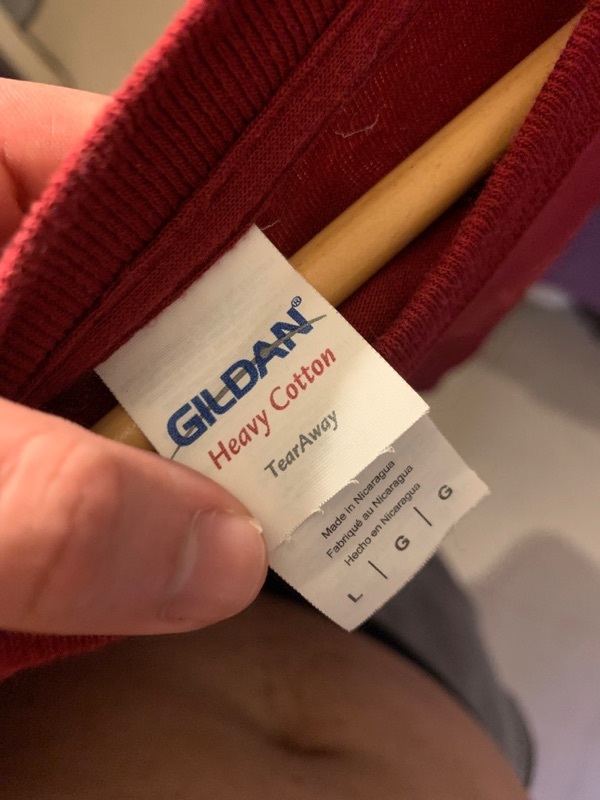 GILDAN®
Heavy Cotton
TearAway
Made in Nicaragua
Fabriqué au Nicaragua
Hecho en Nicaragua
L | G | G